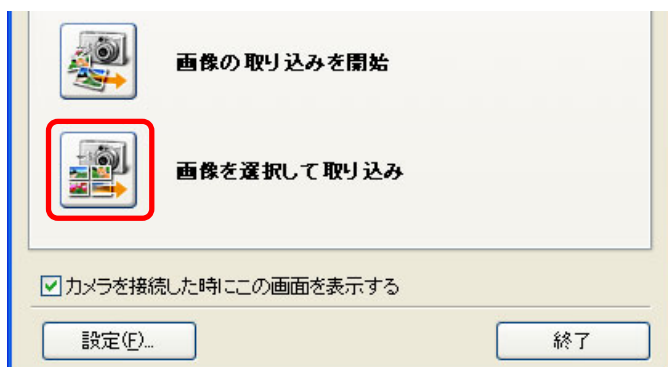 画像の取り込みを開始
画像を選択して取り込み
カメラを接続した時にこの画面を表示する
設定(F)...
終了